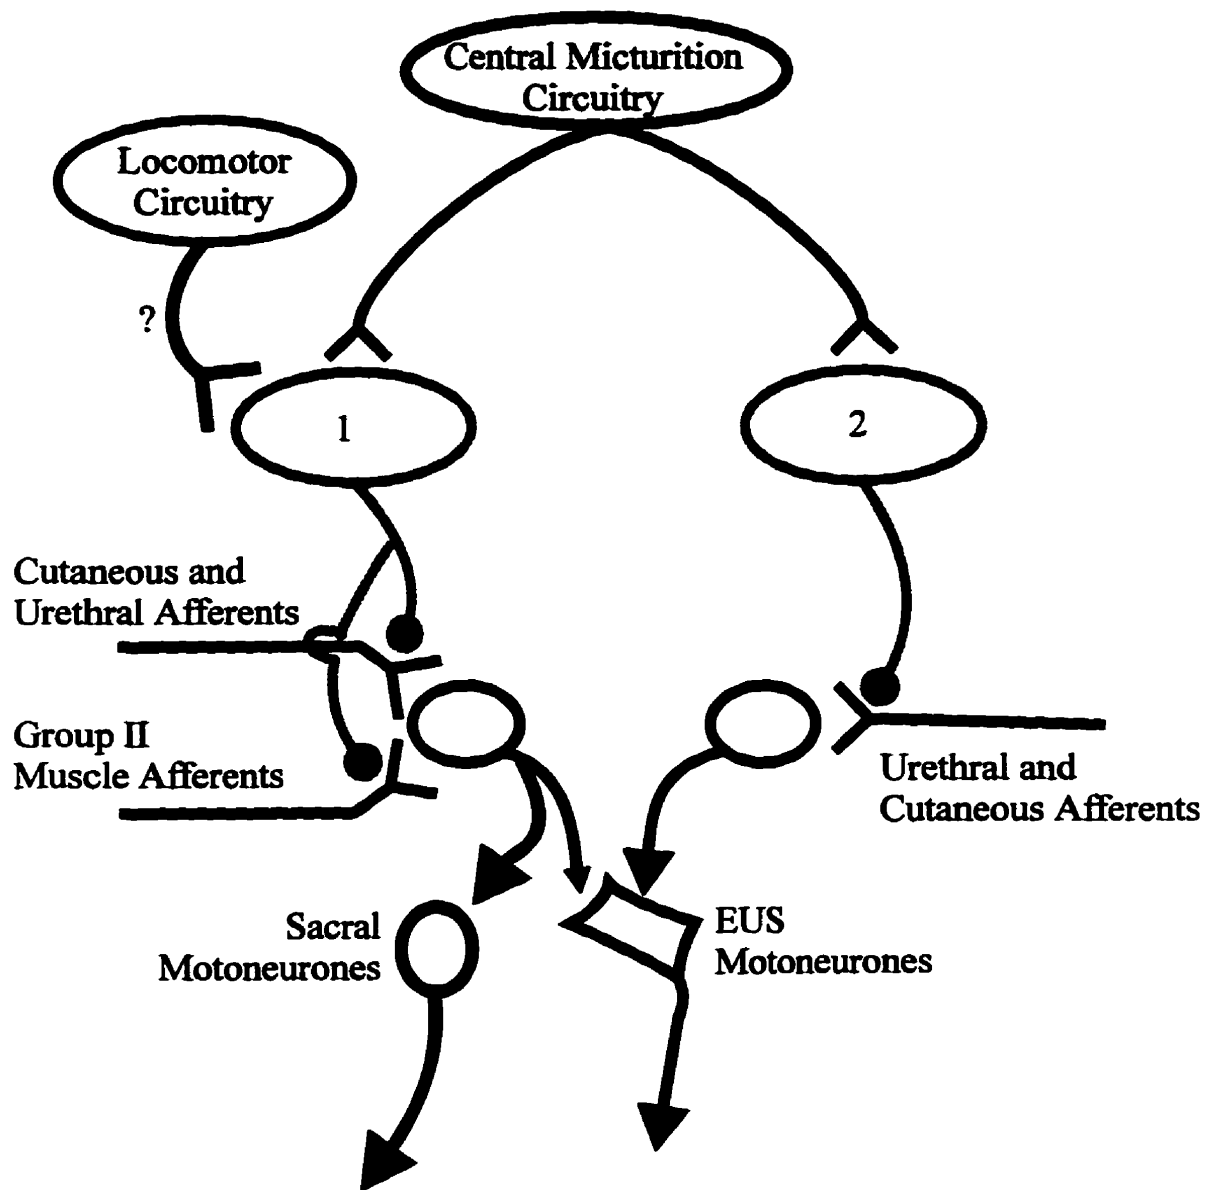 Central Micturition
Circuitry
Locomotor
Circuitry
?
1
2
Cutaneous and
Urethral Afferents
Group II
Muscle Afferents
Urethral and
Cutaneous Afferents
Sacral
Motoneurones
EUS
Motoneurones